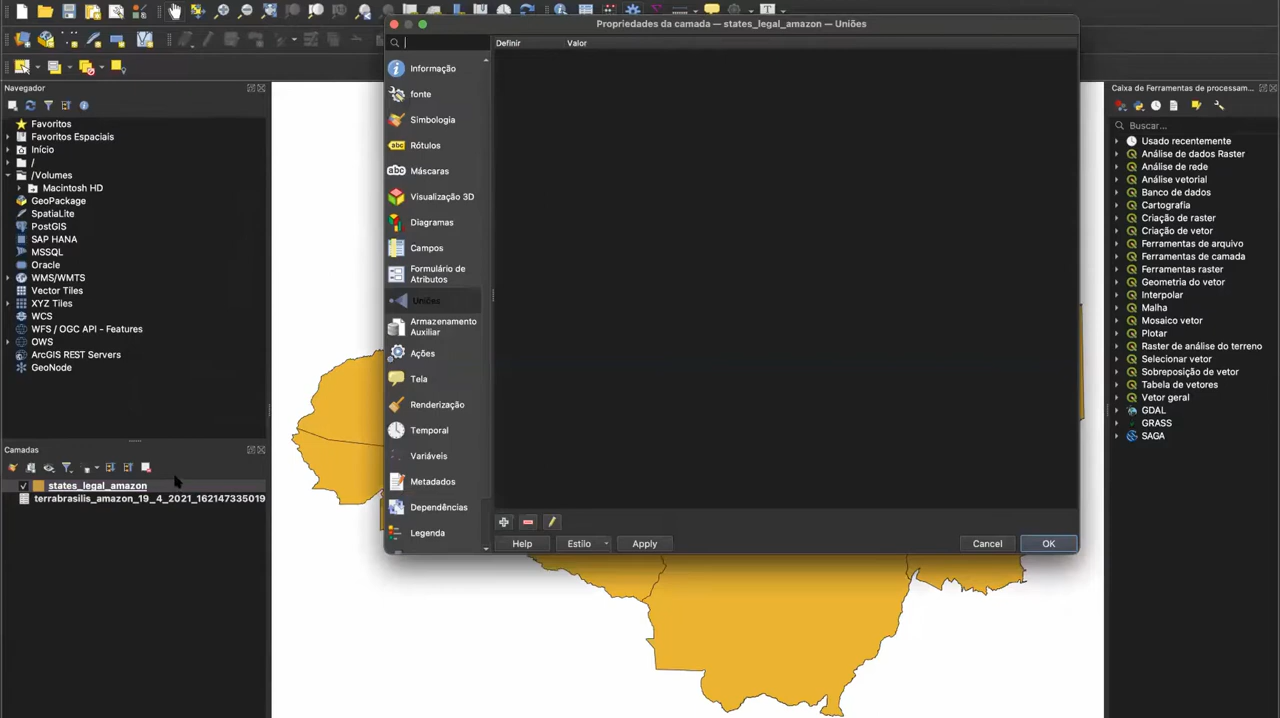 Propriedades da camada — states_legal_amazon — Uniões
Navegador
Favoritos
Favoritos Espaciais
Início
/
/Volumes
Macintosh HD
GeoPackage
SpatiaLite
PostGIS
SAP HANA
MSSQL
Oracle
WMS/WMTS
Vector Tiles
XYZ Tiles
WCS
WFS / OGC API - Features
OWS
ArcGIS REST Servers
GeoNode
Camadas
states_legal_amazon
terrabrasilis_amazon_19_4_2021_162147335019
Informação
fonte
Simbologia
abc Rótulos
abc Máscaras
Visualização 3D
Diagramas
Campos
Formulário de
Atributos
Uniões
Armazenamento
Auxiliar
Ações
Tela
Renderização
Temporal
Variáveis
Metadados
Dependências
Legenda
Definir Valor
Help Estilo Apply Cancel OK
Caixa de Ferramentas de processam...
Buscar...
Usado recentemente
Análise de dados Raster
Análise de rede
Análise vetorial
Banco de dados
Cartografia
Criação de raster
Criação de vetor
Ferramentas de arquivo
Ferramentas de camada
Ferramentas raster
Geometria do vetor
Interpolar
Malha
Mosaico vetor
Plotar
Raster de análise do terreno
Selecionar vetor
Sobreposição de vetor
Tabela de vetores
Vetor geral
GDAL
GRASS
SAGA